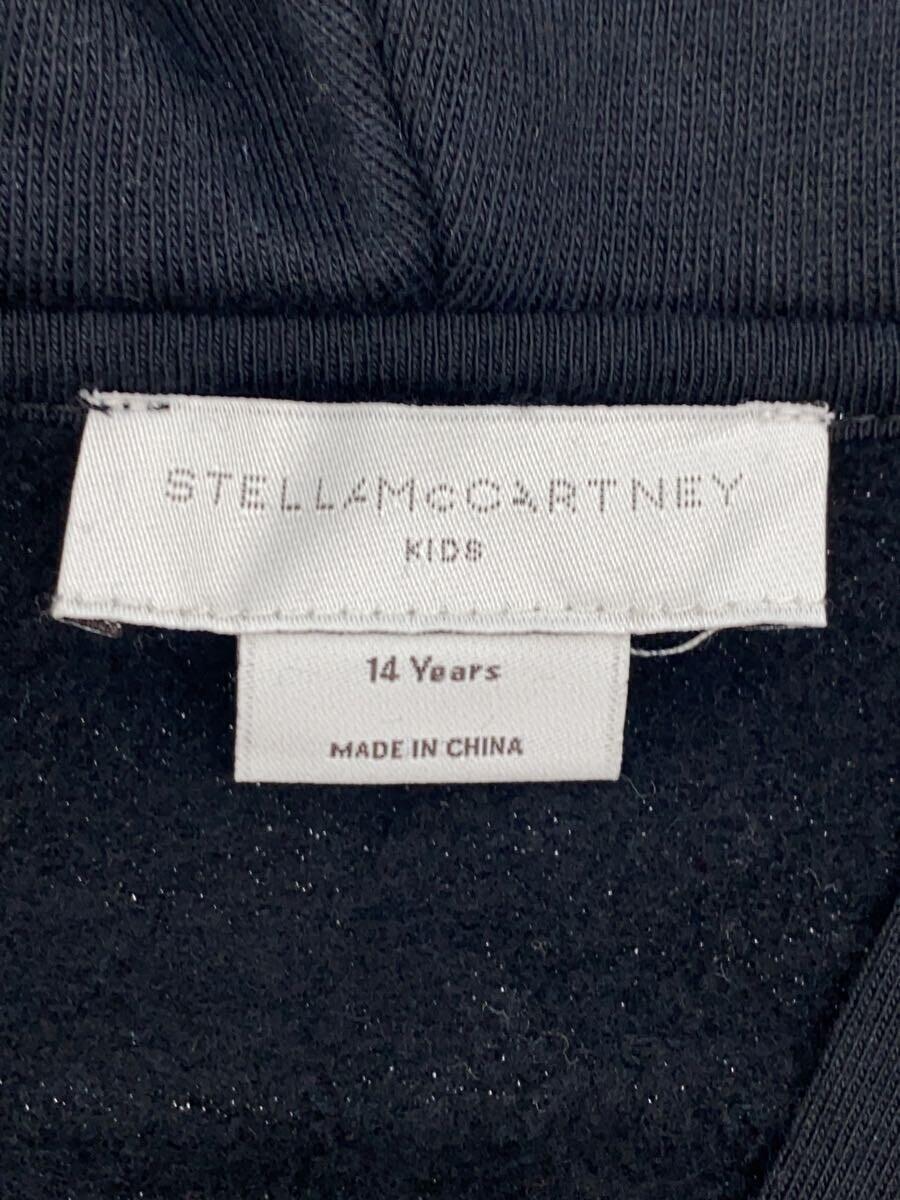 STELLAMcCARTNEY
KIDS
14 Years
MADE IN CHINA